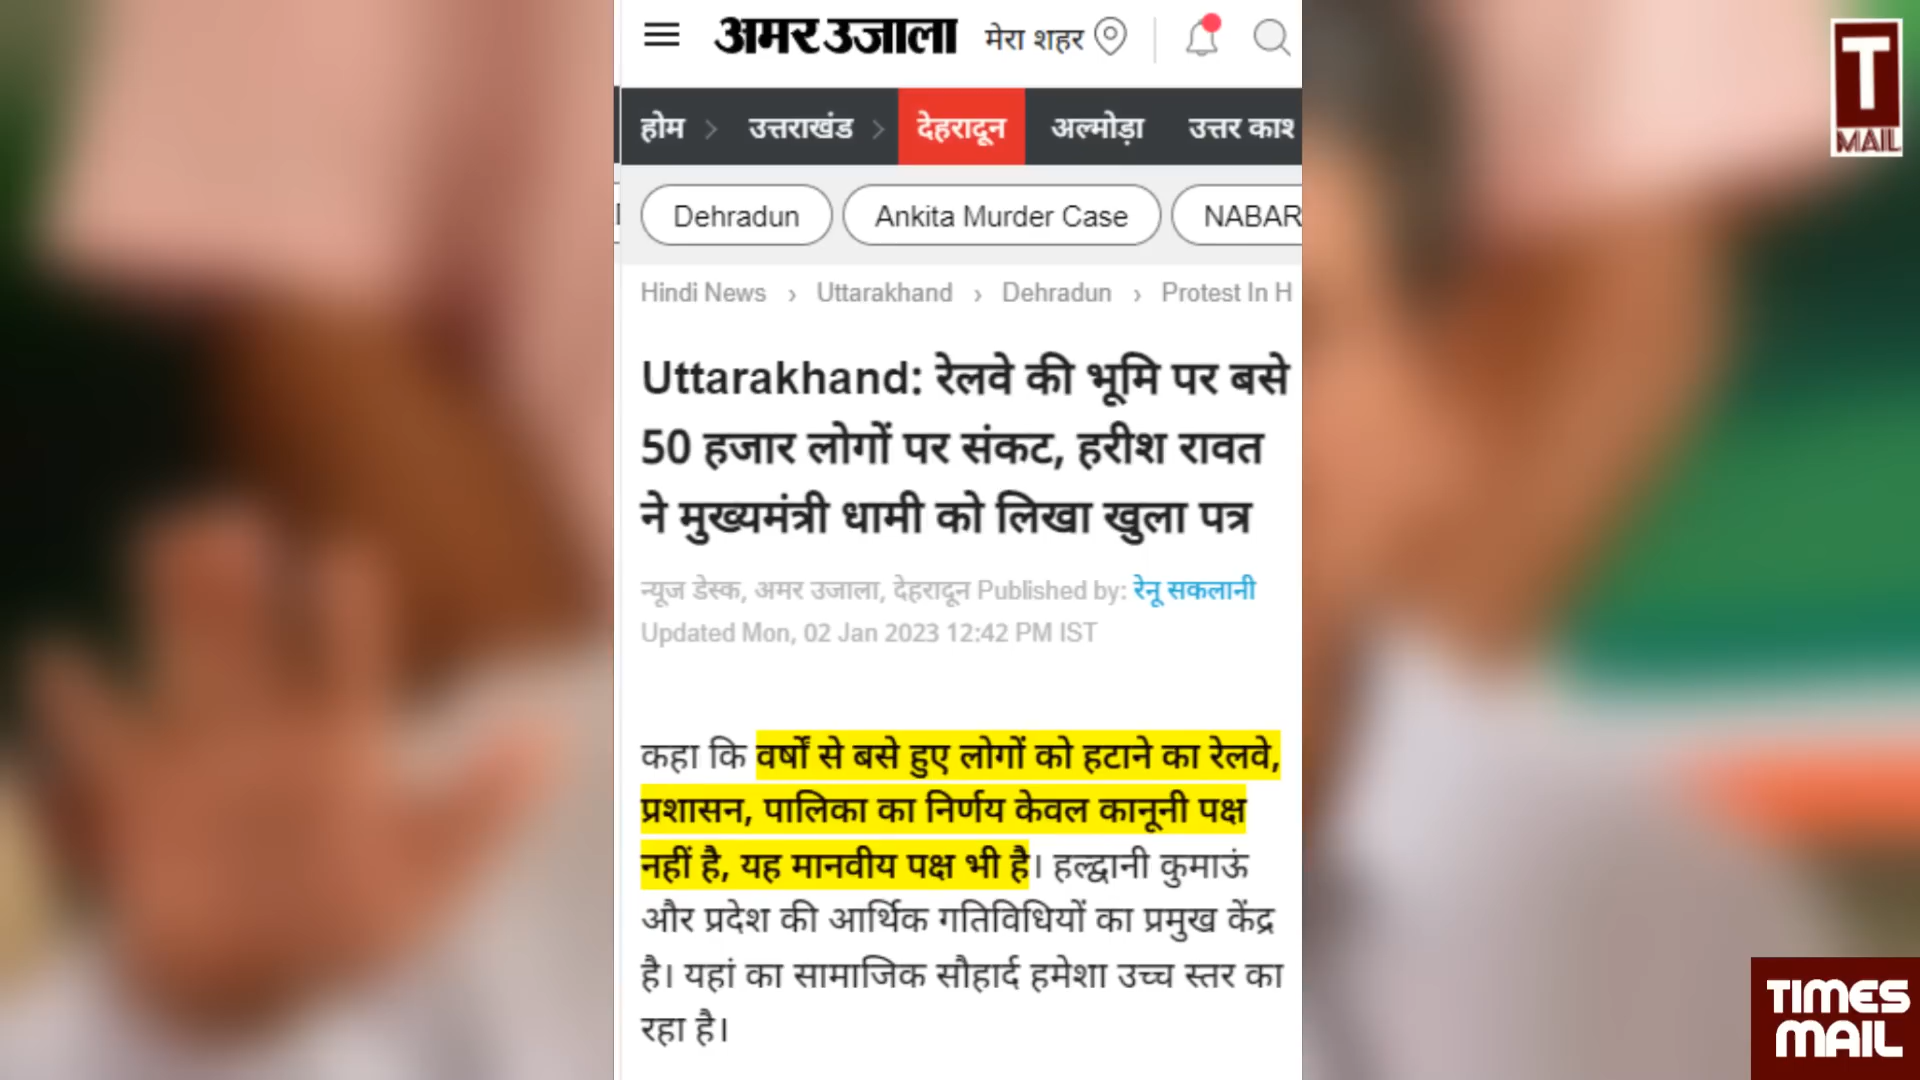 अमर उजाला मेरा शहर
T
MAIL
होम > उत्तराखंड > देहरादून अल्मोड़ा उत्तर काश
Dehradun Ankita Murder Case NABAR
Hindi News › Uttarakhand › Dehradun › Protest In H
Uttarakhand: रेलवे की भूमि पर बसे
50 हजार लोगों पर संकट, हरीश रावत
ने मुख्यमंत्री धामी को लिखा खुला पत्र
न्यूज डेस्क, अमर उजाला, देहरादून Published by: रेनू सकलानी
Updated Mon, 02 Jan 2023 12:42 PM IST
कहा कि वर्षों से बसे हुए लोगों को हटाने का रेलवे,
प्रशासन, पालिका का निर्णय केवल कानूनी पक्ष
नहीं है, यह मानवीय पक्ष भी है। हल्द्वानी कुमाऊं
और प्रदेश की आर्थिक गतिविधियों का प्रमुख केंद्र
है। यहां का सामाजिक सौहार्द हमेशा उच्च स्तर का
रहा है।
TIMES
MAIL